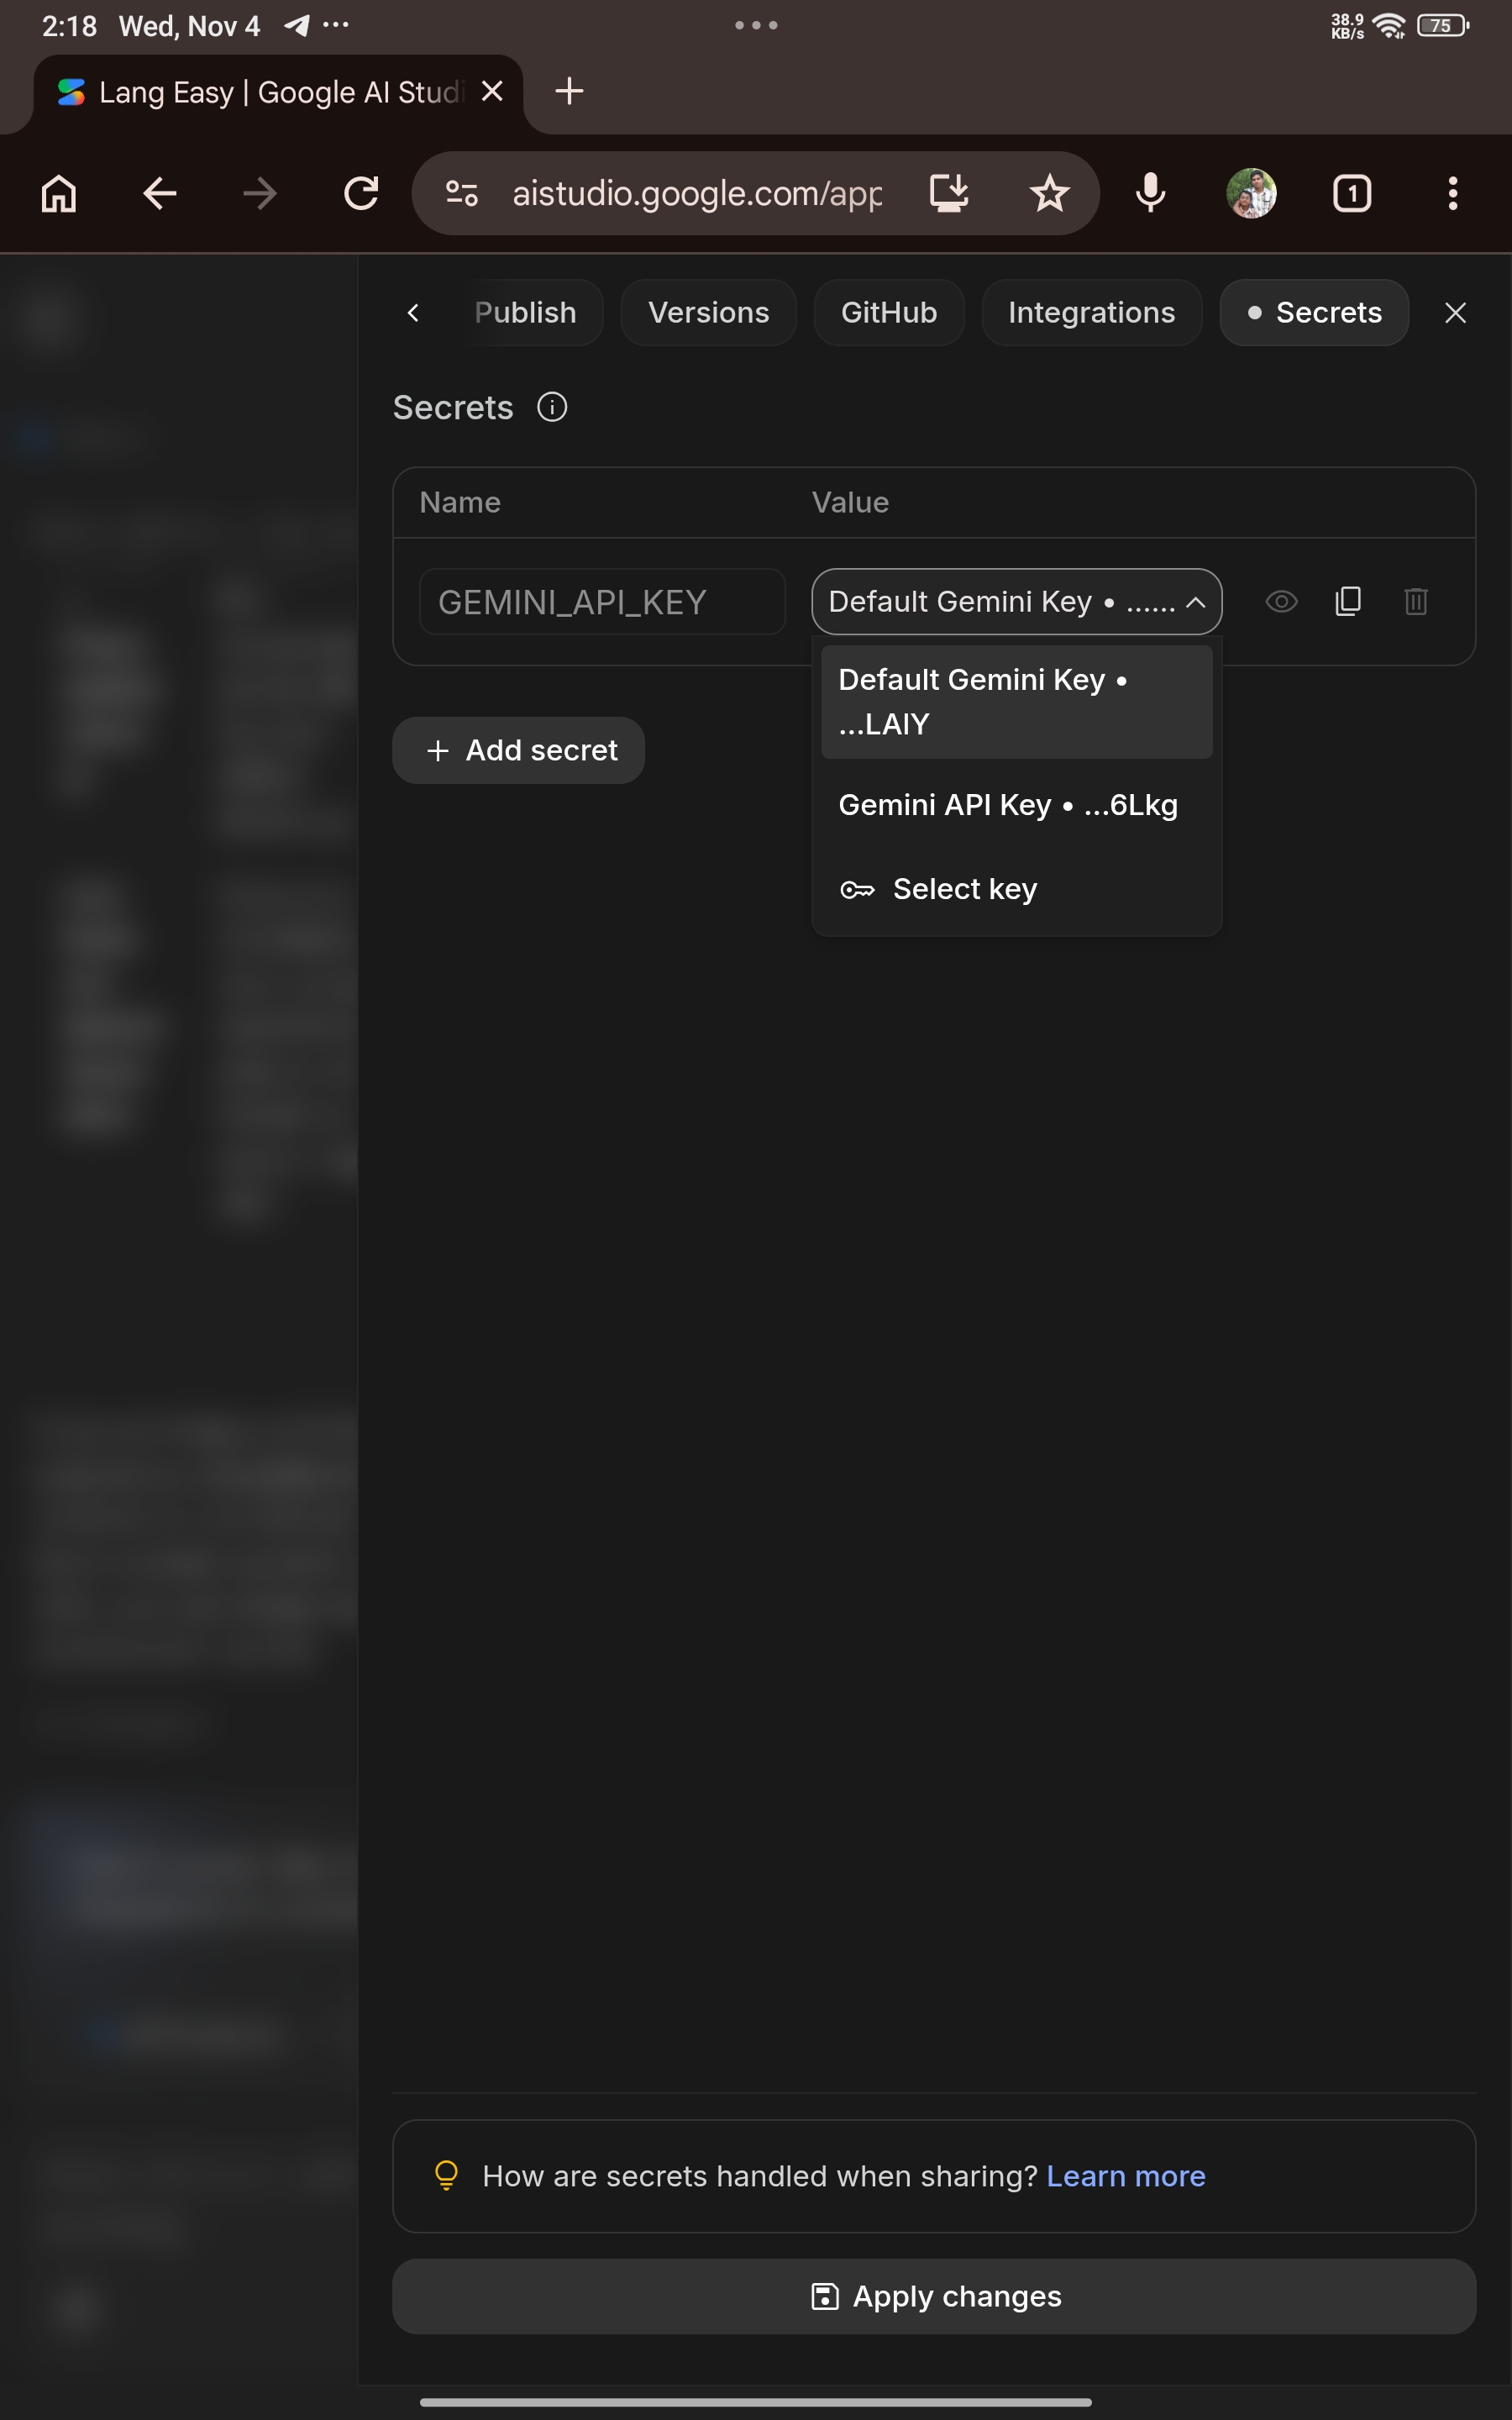 2:18 Wed, Nov 4 ...
38.9
KB/s
75
Lang Easy | Google AI Studi
aistudio.google.com/app
1
Publish
Versions
GitHub
Integrations
Secrets
Secrets
Name
Value
GEMINI_API_KEY
Default Gemini Key • ......
Default Gemini Key •
...LAIY
Gemini API Key • ...6Lkg
Select key
+ Add secret
How are secrets handled when sharing? Learn more
Apply changes